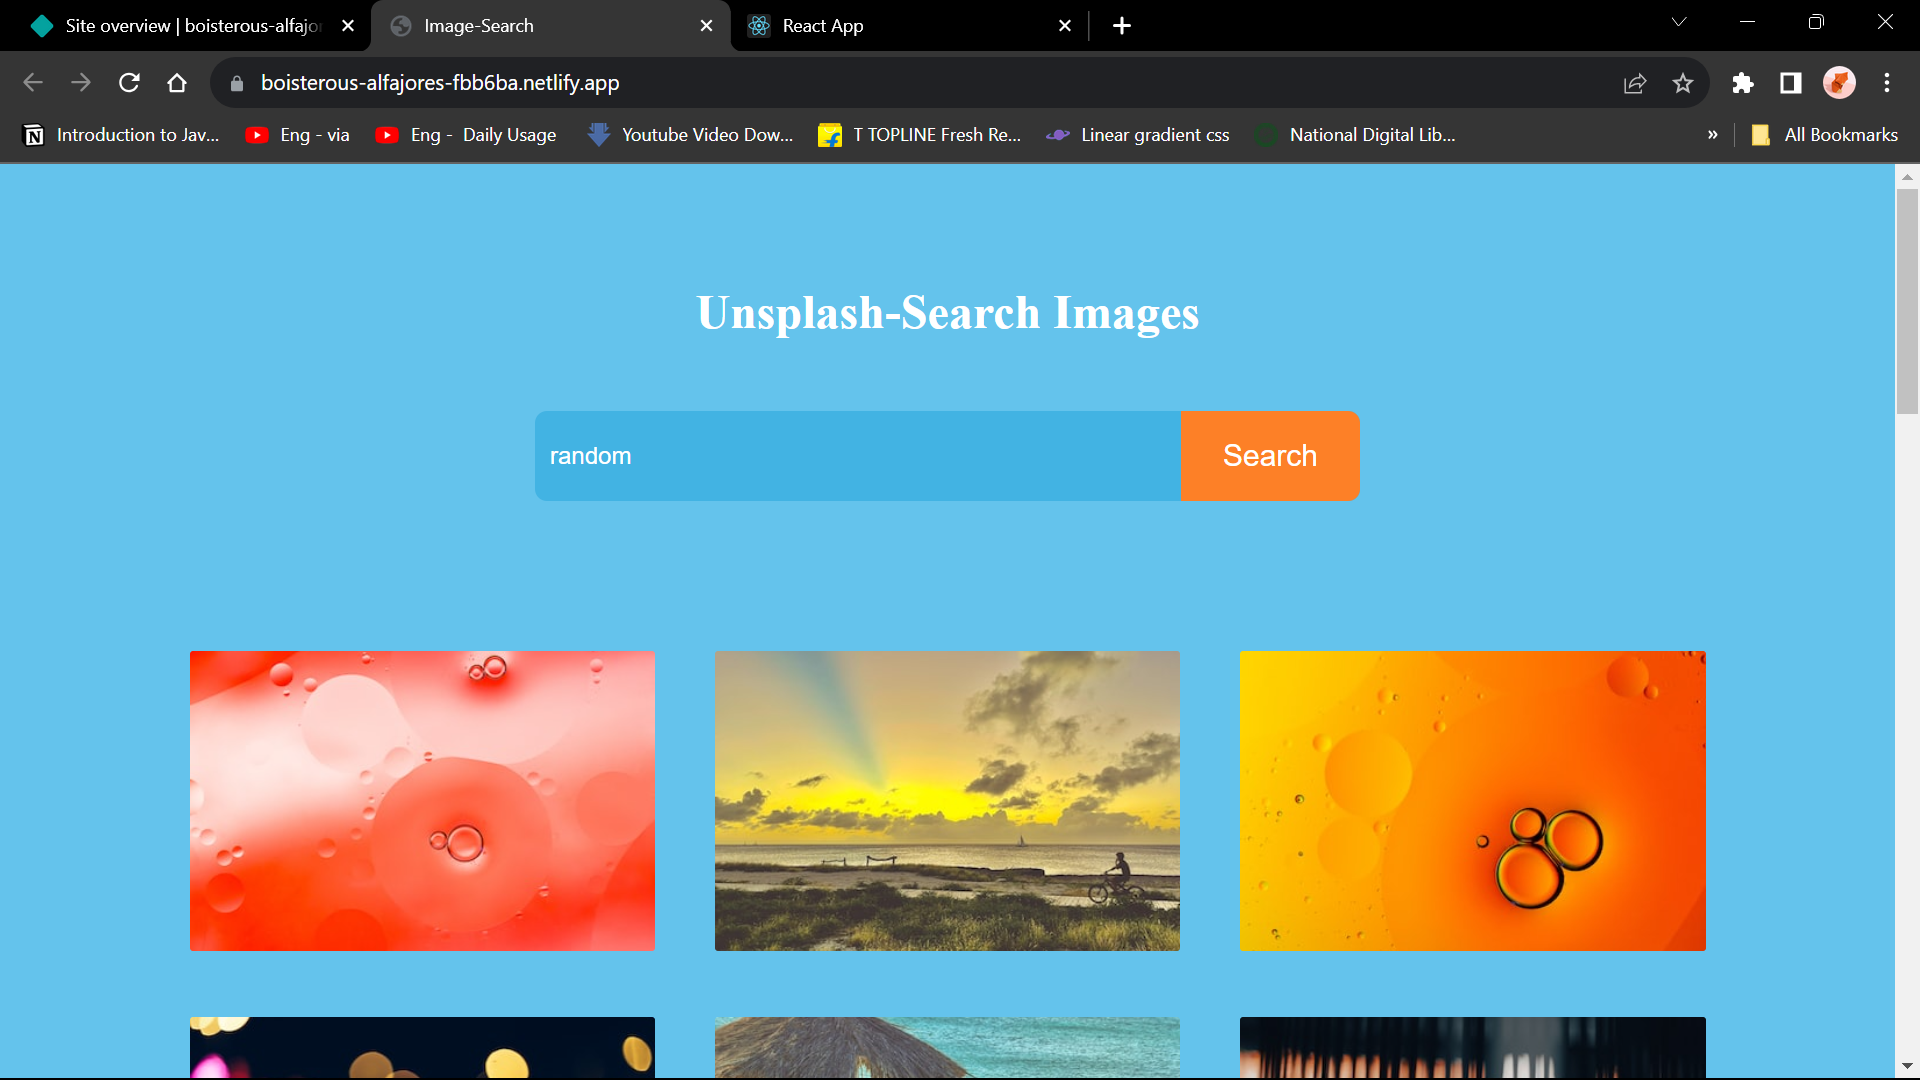 Site overview | boisterous-alfajo
Image-Search
React App
boisterous-alfajores-fbb6ba.netlify.app
Introduction to Jav...
Eng - via
Eng - Daily Usage
Youtube Video Dow...
T TOPLINE Fresh Re...
Linear gradient css
National Digital Lib...
»
All Bookmarks
Unsplash-Search Images
random
Search